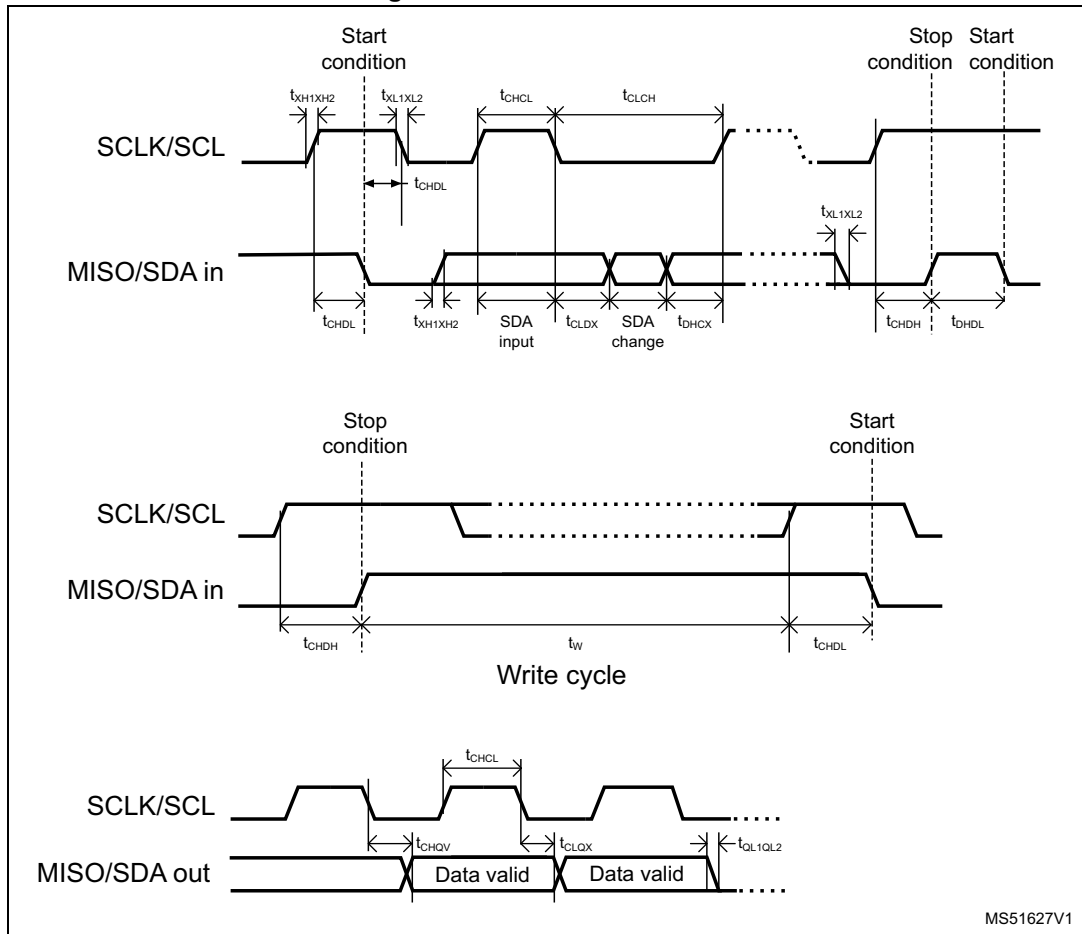 Start
condition
Stop
condition
Start
condition
tXH1XH2
tXL1XL2
tCHCL
tCLCH
SCLK/SCL
tCHDL
tXL1XL2
MISO/SDA in
tCHDL
tXH1XH2
SDA
input
tCLDX
SDA
change
tDHCX
tCHDH
tDHDL
Stop
condition
Start
condition
SCLK/SCL
MISO/SDA in
tCHDH
tW
tCHDL
Write cycle
tCHCL
SCLK/SCL
tCHQV
tCLQX
tQL1QL2
MISO/SDA out
Data valid
Data valid
MS51627V1